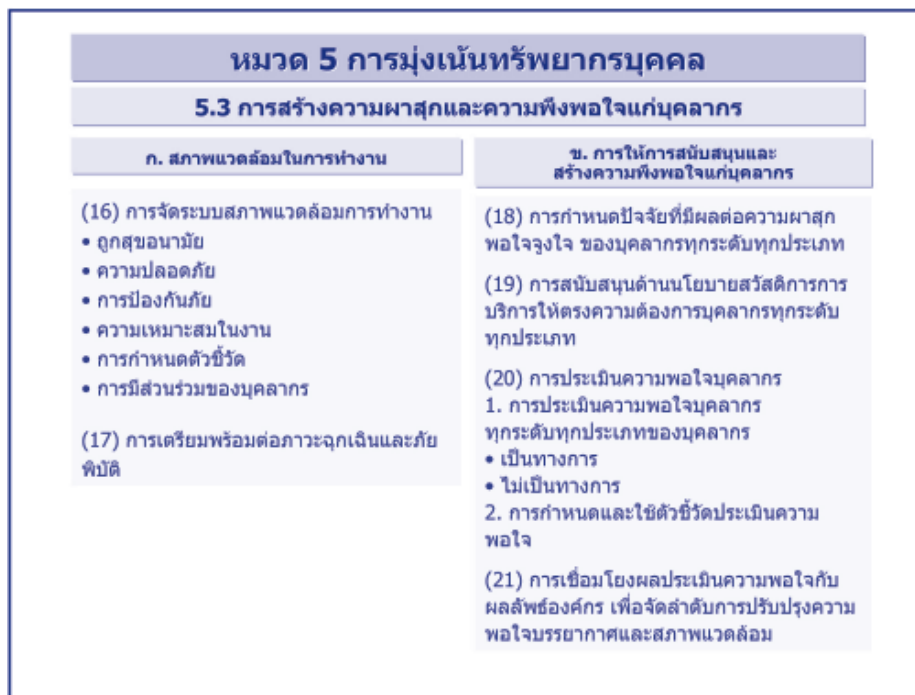 หมวด 5 การมุ่งเน้นทรัพยากรบุคคล
5.3 การสร้างความผาสุกและความพึงพอใจแก่บุคลากร
ก. สภาพแวดล้อมในการทำงาน
(16) การจัดระบบสภาพแวดล้อมการทำงาน
• ถูกสุขอนามัย
• ความปลอดภัย
• การป้องกันภัย
• ความเหมาะสมในงาน
• การกำหนดตัวชี้วัด
• การมีส่วนร่วมของบุคลากร
(17) การเตรียมพร้อมต่อภาวะฉุกเฉินและภัย
พิบัติ
ข. การให้การสนับสนุนและ
สร้างความพึงพอใจแก่บุคลากร
(18) การกำหนดปัจจัยที่มีผลต่อความผาสุก
พอใจจูงใจ ของบุคลากรทุกระดับทุกประเภท
(19) การสนับสนุนด้านนโยบายสวัสดิการการ
บริการให้ตรงความต้องการบุคลากรทุกระดับ
ทุกประเภท
(20) การประเมินความพอใจบุคลากร
1. การประเมินความพอใจบุคลากร
ทุกระดับทุกประเภทของบุคลากร
• เป็นทางการ
• ไม่เป็นทางการ
2. การกำหนดและใช้ตัวชี้วัดประเมินความ
พอใจ
(21) การเชื่อมโยงผลประเมินความพอใจกับ
ผลลัพธ์องค์กร เพื่อจัดลำดับการปรับปรุงความ
พอใจบรรยากาศและสภาพแวดล้อม